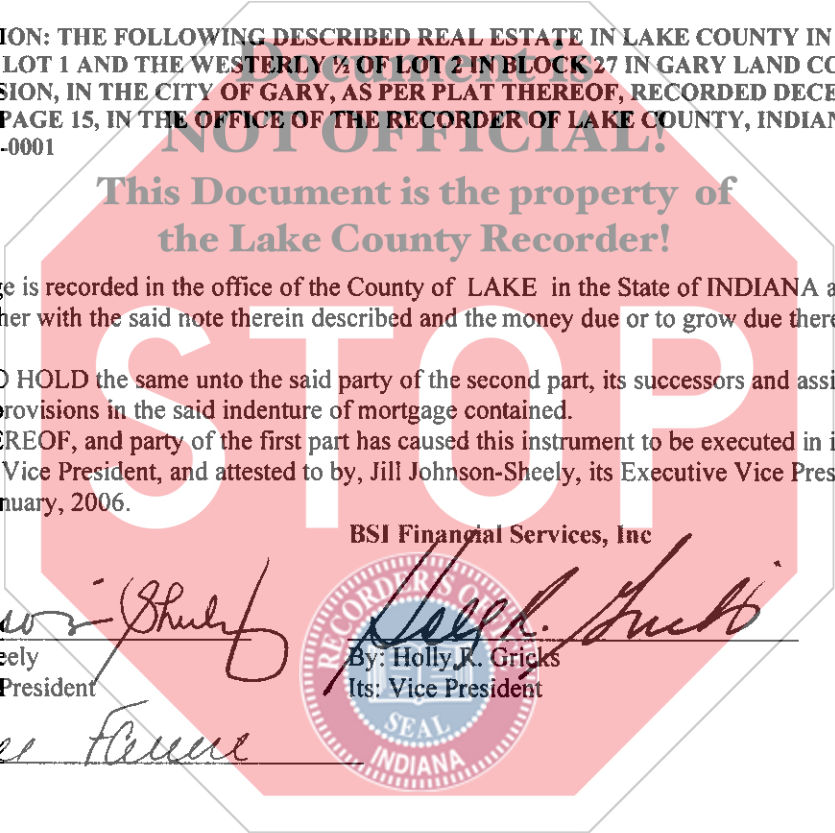 ION: THE FOLLOWING DESCRIBED REAL ESTATE IN LAKE COUNTY IN
LOT 1 AND THE WESTERLY ½ OF LOT 2 IN BLOCK 27 IN GARY LAND CO
SION, IN THE CITY OF GARY, AS PER PLAT THEREOF, RECORDED DECE
PAGE 15, IN THE OFFICE OF THE RECORDER OF LAKE COUNTY, INDIAN
-0001
Document is
NOT OFFICIAL!
This Document is the property of
the Lake County Recorder!
ge is recorded in the office of the County of LAKE in the State of INDIANA a
her with the said note therein described and the money due or to grow due there
STOP
O HOLD the same unto the said party of the second part, its successors and assi
provisions in the said indenture of mortgage contained.
EREOF, and party of the first part has caused this instrument to be executed in i
Vice President, and attested to by, Jill Johnson-Sheely, its Executive Vice Pres
nuary, 2006.
BSI Financial Services, Inc
eely
President
By: Holly R. Gricks
Its: Vice President
RECORDER'S OFFICE
SEAL
INDIANA